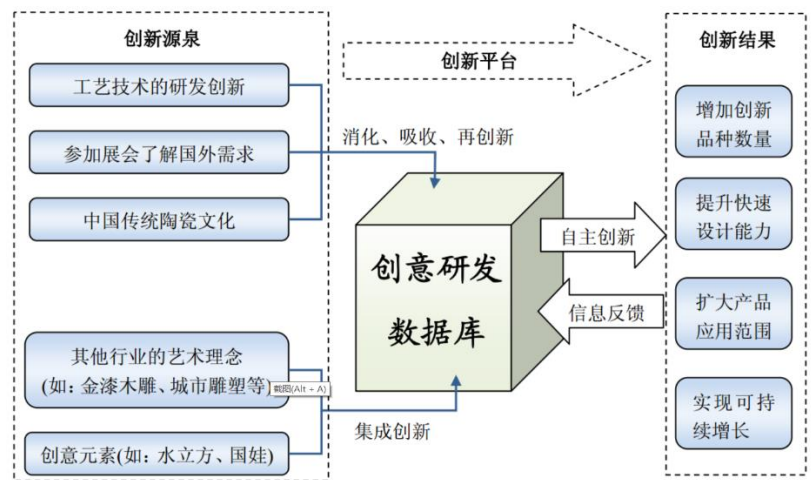 创新源泉
工艺技术的研发创新
参加展会了解国外需求
中国传统陶瓷文化
其他行业的艺术理念
(如:金漆木雕、城市雕塑等)
截图(Alt + A)
创意元素(如:水立方、国娃)
创新平台
消化、吸收、再创新
创意研发
数据库
集成创新
自主创新
信息反馈
创新结果
增加创新
品种数量
提升快速
设计能力
扩大产品
应用范围
实现可持
续增长